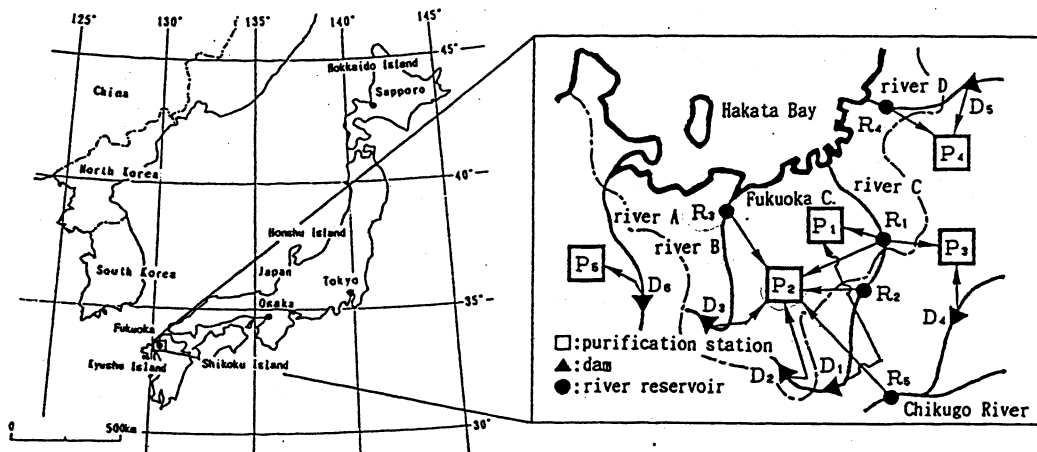 125°
130°
135°
140°
145°
45°
Hokkaido Island
Sapporo
China
North Korea
40°
Honshu Island
South Korea
Japan
Tokyo
Osaka
35°
Fukuoka
Kyushu Island
Shikoku Island
0
500km
30°
river D
Hakata Bay
R₄
D₅
P₄
river C
R₃
Fukuoka C.
P₁
R₁
river A
river B
P₃
P₅
P₂
D₆
R₂
D₃
D₄
□:purification station
▲:dam
D₂
D₁
●:river reservoir
R₅
Chikugo River